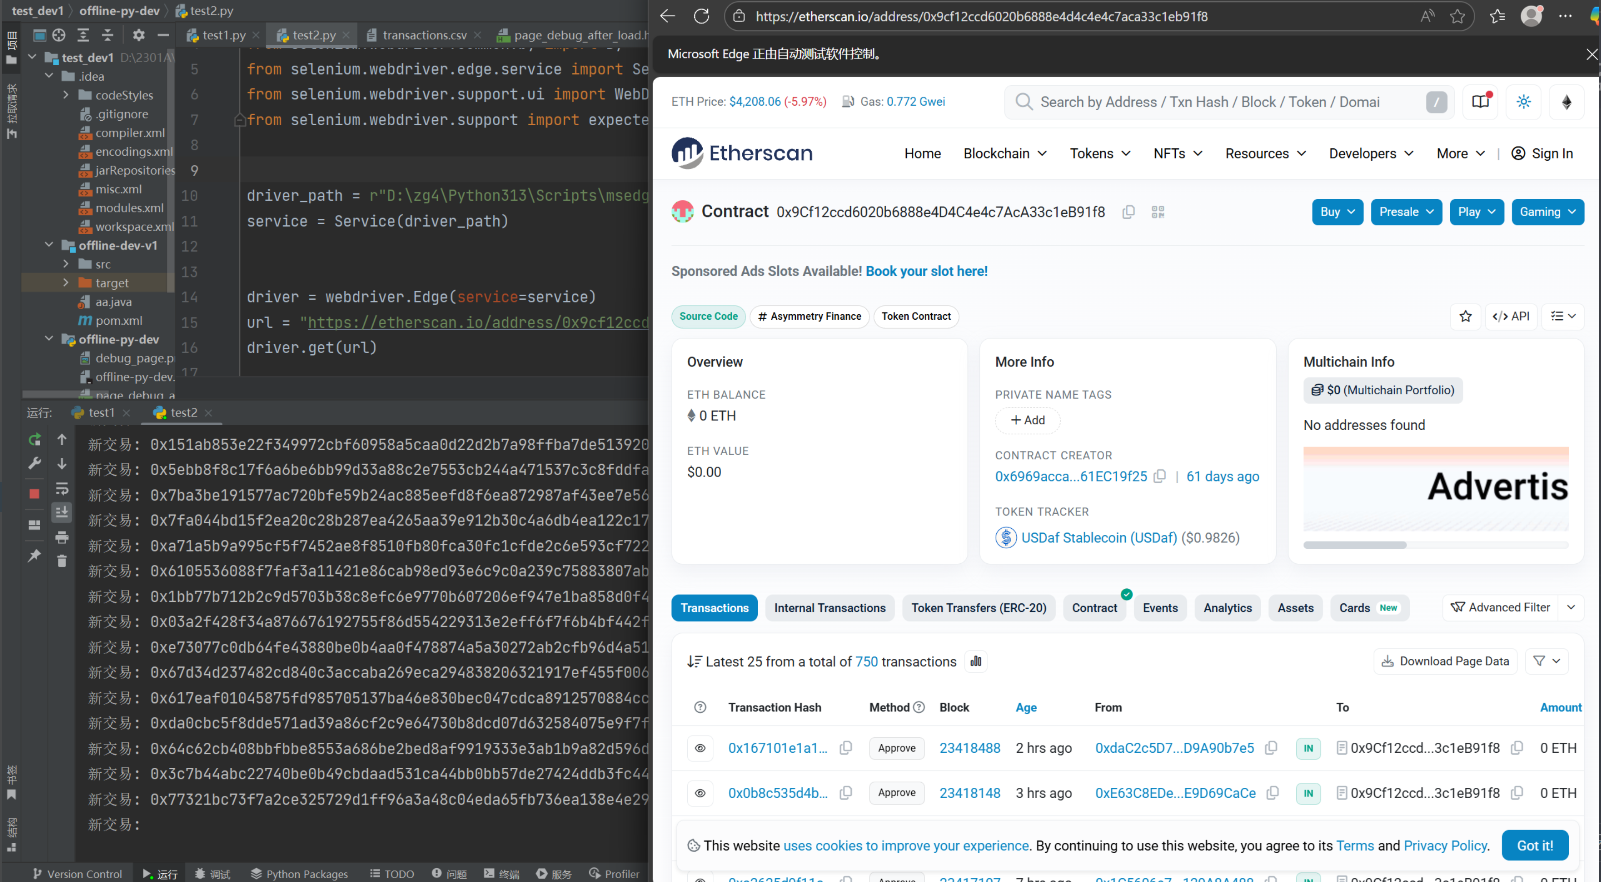 test_dev1 › offline-py-dev › test2.py
test1.py
test2.py
transactions.csv
page_debug_after_load.h
项目
拉取请求
书签
结构
test_dev1 D:\2301A\
.idea
codeStyles
.gitignore
compiler.xml
encodings.xml
jarRepositories
misc.xml
modules.xml
workspace.xml
offline-dev-v1
src
target
aa.java
pom.xml
offline-py-dev
debug_page.p
offline-py-dev.
page_debug_a
5 from selenium.webdriver.edge.service import Se
6 from selenium.webdriver.support.ui import WebD
7 from selenium.webdriver.support import expecte
8
9
10 driver_path = r"D:\zg4\Python313\Scripts\msedg
11 service = Service(driver_path)
12
13
14 driver = webdriver.Edge(service=service)
15 url = "https://etherscan.io/address/0x9cf12ccd
16 driver.get(url)
17
运行: test1 test2
新交易: 0x151ab853e22f349972cbf60958a5caa0d22d2b7a98ffba7de513920
新交易: 0x5ebb8f8c17f6a6be6bb99d33a88c2e7553cb244a471537c3c8fddfa
新交易: 0x7ba3be191577ac720bfe59b24ac885eefd8f6ea872987af43ee7e56
新交易: 0x7fa044bd15f2ea20c28b287ea4265aa39e912b30c4a6db4ea122c17
新交易: 0xa71a5b9a995cf5f7452ae8f8510fb80fca30fc1cfde2c6e593cf722
新交易: 0x6105536088f7faf3a11421e86cab98ed93e6c9c0a239c75883807ab
新交易: 0x1bb77b712b2c9d5703b38c8efc6e9770b607206ef947e1ba858d0f4
新交易: 0x03a2f428f34a876676192755f86d554229313e2eff6f7f6b4bf442f
新交易: 0xe73077c0db64fe43880be0b4aa0f478874a5a30272ab2cfb96d4a51
新交易: 0x67d34d237482cd840c3accaba269eca294838206321917ef455f006
新交易: 0x617eaf01045875fd985705137ba46e830bec047cdca8912570884cc
新交易: 0xda0cbc5f8dde571ad39a86cf2c9e64730b8dcd07d632584075e9f7f
新交易: 0x64c62cb408bbfbbe8553a686be2bed8af9919333e3ab1b9a82d596d
新交易: 0x3c7b44abc22740be0b49cbdaad531ca44bb0bb57de27424ddb3fc44
新交易: 0x77321bc73f7a2ce325729d1ff96a3a48c04eda65fb736ea138e4e29
新交易:
Version Control 运行 调试 Python Packages TODO 问题 终端 服务 Profiler
https://etherscan.io/address/0x9cf12ccd6020b6888e4d4c4e4c7aca33c1eb91f8
Microsoft Edge 正由自动测试软件控制。
ETH Price: $4,208.06 (-5.97%) Gas: 0.772 Gwei
Search by Address / Txn Hash / Block / Token / Domai
/
Etherscan
Home Blockchain Tokens NFTs Resources Developers More | Sign In
Contract 0x9Cf12ccd6020b6888e4D4C4e4c7AcA33c1eB91f8
Buy Presale Play Gaming
Sponsored Ads Slots Available! Book your slot here!
Source Code # Asymmetry Finance Token Contract
</> API
Overview
ETH BALANCE
0 ETH
ETH VALUE
$0.00
More Info
PRIVATE NAME TAGS
+ Add
CONTRACT CREATOR
0x6969acca...61EC19f25 | 61 days ago
TOKEN TRACKER
USDaf Stablecoin (USDaf) ($0.9826)
Multichain Info
$0 (Multichain Portfolio)
No addresses found
Advertis
Transactions Internal Transactions Token Transfers (ERC-20) Contract Events Analytics Assets Cards New
Advanced Filter
Latest 25 from a total of 750 transactions
Download Page Data
Transaction Hash Method Block Age From To Amount
0x167101e1a1... Approve 23418488 2 hrs ago 0xdaC2c5D7...D9A90b7e5 IN 0x9Cf12ccd...3c1eB91f8 0 ETH
0x0b8c535d4b... Approve 23418148 3 hrs ago 0xE63C8EDe...E9D69CaCe IN 0x9Cf12ccd...3c1eB91f8 0 ETH
This website uses cookies to improve your experience. By continuing to use this website, you agree to its Terms and Privacy Policy.
Got it!